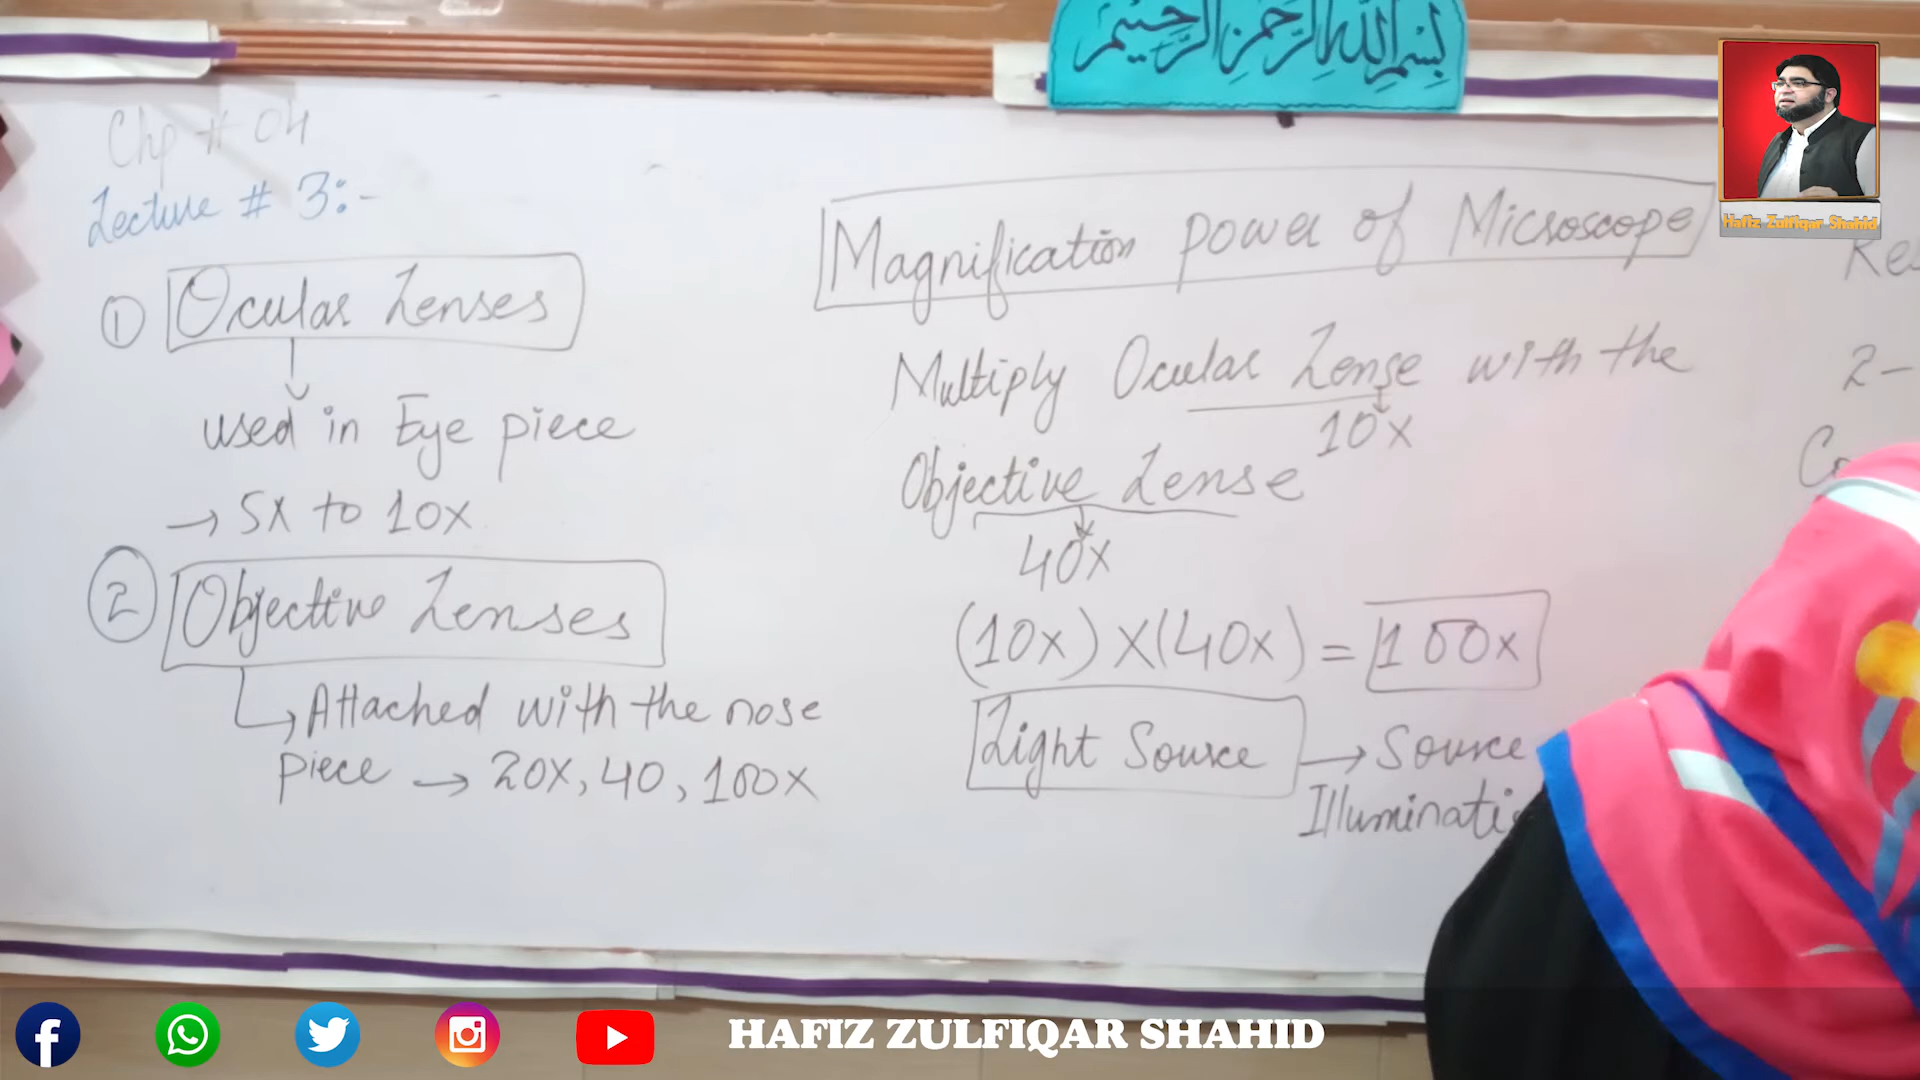 بسم الله الرحمن الرحيم
Hafiz Zulfiqar Shahid
Chp # 04
Lecture # 3:-
① Ocular Lenses
used in Eye piece
→ 5x to 10x
② Objective Lenses
→ Attached with the nose
piece → 20x, 40, 100x
Magnification power of Microscope
Multiply Ocular Lense with the
10x
Objective Lense
40x
(10x) X (40x) = 100x
Light Source → Source
2-
HAFIZ ZULFIQAR SHAHID